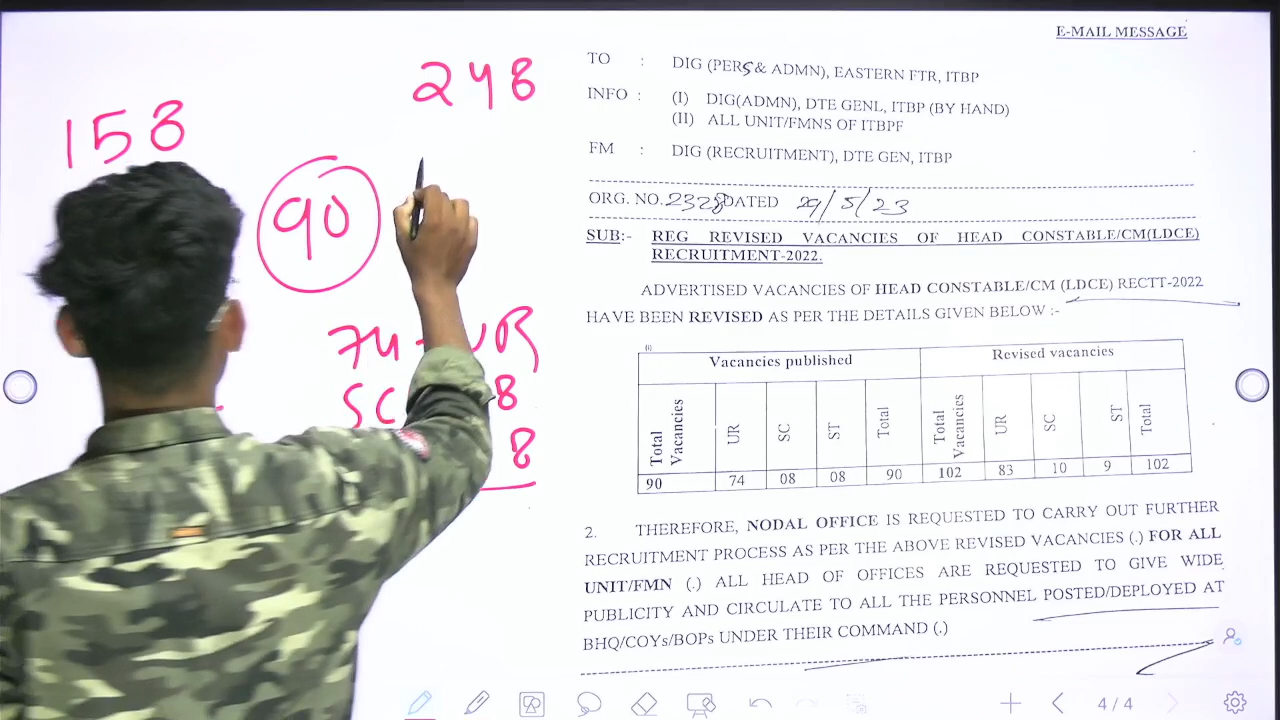 248
158
90
74 - UR
SC 8
8
E-MAIL MESSAGE
TO : DIG (PERS & ADMN), EASTERN FTR, ITBP
INFO : (I) DIG(ADMN), DTE GENL, ITBP (BY HAND)
(II) ALL UNIT/FMNS OF ITBPF
FM : DIG (RECRUITMENT), DTE GEN, ITBP
ORG. NO. 2328 DATED 29/5/23
SUB:- REG REVISED VACANCIES OF HEAD CONSTABLE/CM(LDCE)
RECRUITMENT-2022.
ADVERTISED VACANCIES OF HEAD CONSTABLE/CM (LDCE) RECTT-2022
HAVE BEEN REVISED AS PER THE DETAILS GIVEN BELOW :-
(i)
Vacancies published Revised vacancies
Total Vacancies UR SC ST Total Total Vacancies UR SC ST Total
90 74 08 08 90 102 83 10 9 102
2. THEREFORE, NODAL OFFICE IS REQUESTED TO CARRY OUT FURTHER
RECRUITMENT PROCESS AS PER THE ABOVE REVISED VACANCIES (.) FOR ALL
UNIT/FMN (.) ALL HEAD OF OFFICES ARE REQUESTED TO GIVE WIDE
PUBLICITY AND CIRCULATE TO ALL THE PERSONNEL POSTED/DEPLOYED AT
BHQ/COYS/BOPs UNDER THEIR COMMAND (.)
4/4